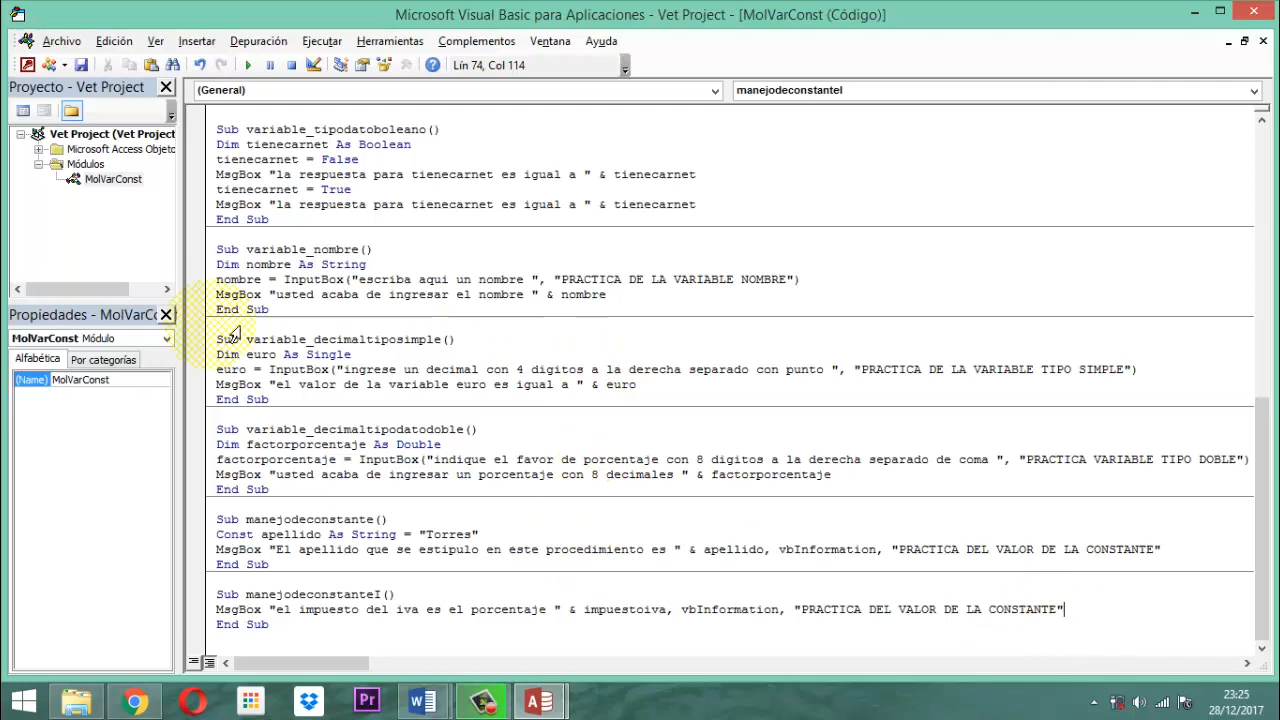 Microsoft Visual Basic para Aplicaciones - Vet Project - [MolVarConst (Código)]
Archivo Edición Ver Insertar Depuración Ejecutar Herramientas Complementos Ventana Ayuda
Lín 74, Col 114
Proyecto - Vet Project
(General)
manejodeconstanteI
Vet Project (Vet Project
Microsoft Access Objeto
Módulos
MolVarConst
Propiedades - MolVarC
MolVarConst Módulo
Alfabética Por categorías
(Name) MolVarConst
Sub variable_tipodatoboleano()
Dim tienecarnet As Boolean
tienecarnet = False
MsgBox "la respuesta para tienecarnet es igual a " & tienecarnet
tienecarnet = True
MsgBox "la respuesta para tienecarnet es igual a " & tienecarnet
End Sub
Sub variable_nombre()
Dim nombre As String
nombre = InputBox("escriba aqui un nombre ", "PRACTICA DE LA VARIABLE NOMBRE")
MsgBox "usted acaba de ingresar el nombre " & nombre
End Sub
Sub variable_decimaltiposimple()
Dim euro As Single
euro = InputBox("ingrese un decimal con 4 digitos a la derecha separado con punto ", "PRACTICA DE LA VARIABLE TIPO SIMPLE")
MsgBox "el valor de la variable euro es igual a " & euro
End Sub
Sub variable_decimaltipodatodoble()
Dim factorporcentaje As Double
factorporcentaje = InputBox("indique el favor de porcentaje con 8 digitos a la derecha separado de coma ", "PRACTICA VARIABLE TIPO DOBLE")
MsgBox "usted acaba de ingresar un porcentaje con 8 decimales " & factorporcentaje
End Sub
Sub manejodeconstante()
Const apellido As String = "Torres"
MsgBox "El apellido que se estipulo en este procedimiento es " & apellido, vbInformation, "PRACTICA DEL VALOR DE LA CONSTANTE"
End Sub
Sub manejodeconstanteI()
MsgBox "el impuesto del iva es el porcentaje " & impuestoiva, vbInformation, "PRACTICA DEL VALOR DE LA CONSTANTE"
End Sub
Pr
23:25
28/12/2017